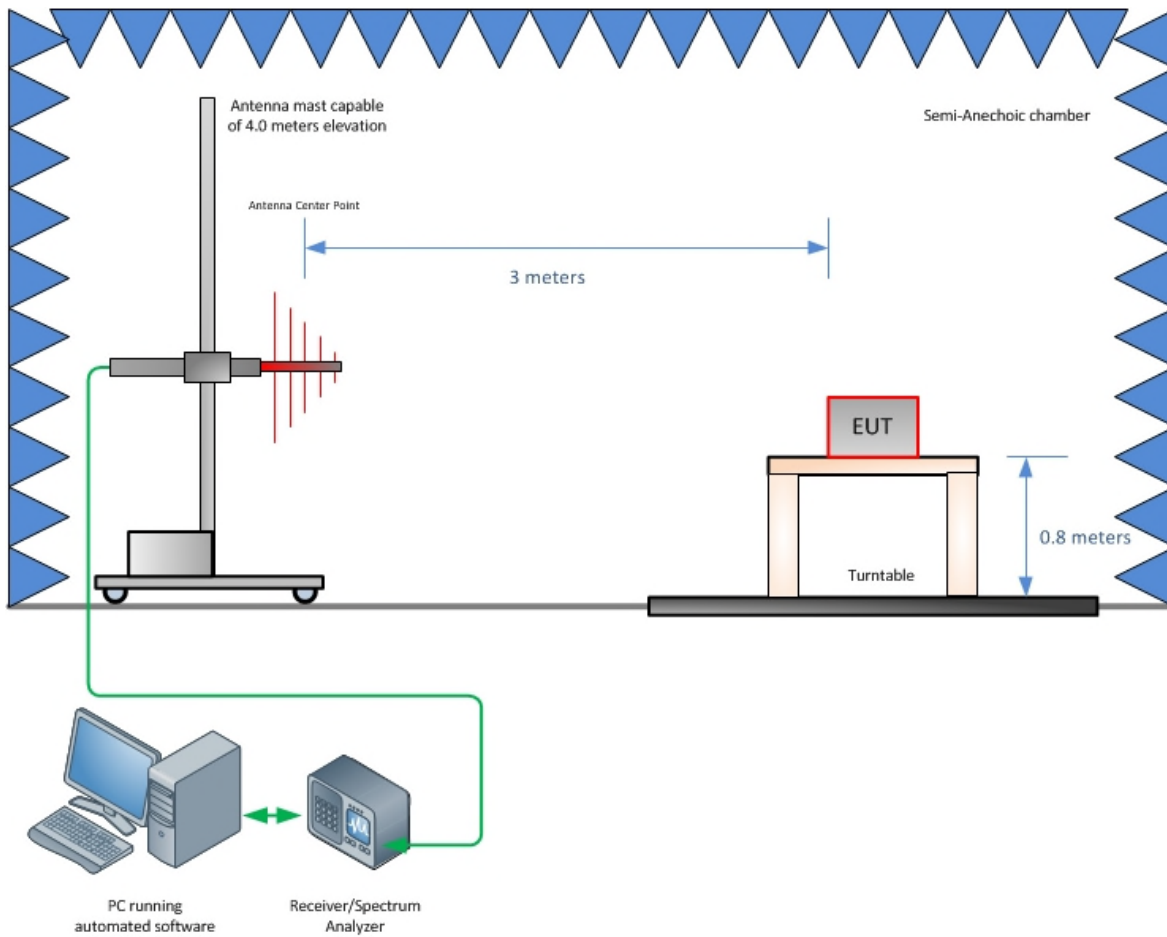 Antenna mast capable
of 4.0 meters elevation
Semi-Anechoic chamber
Antenna Center Point
3 meters
EUT
0.8 meters
Turntable
PC running
automated software
Receiver/Spectrum
Analyzer